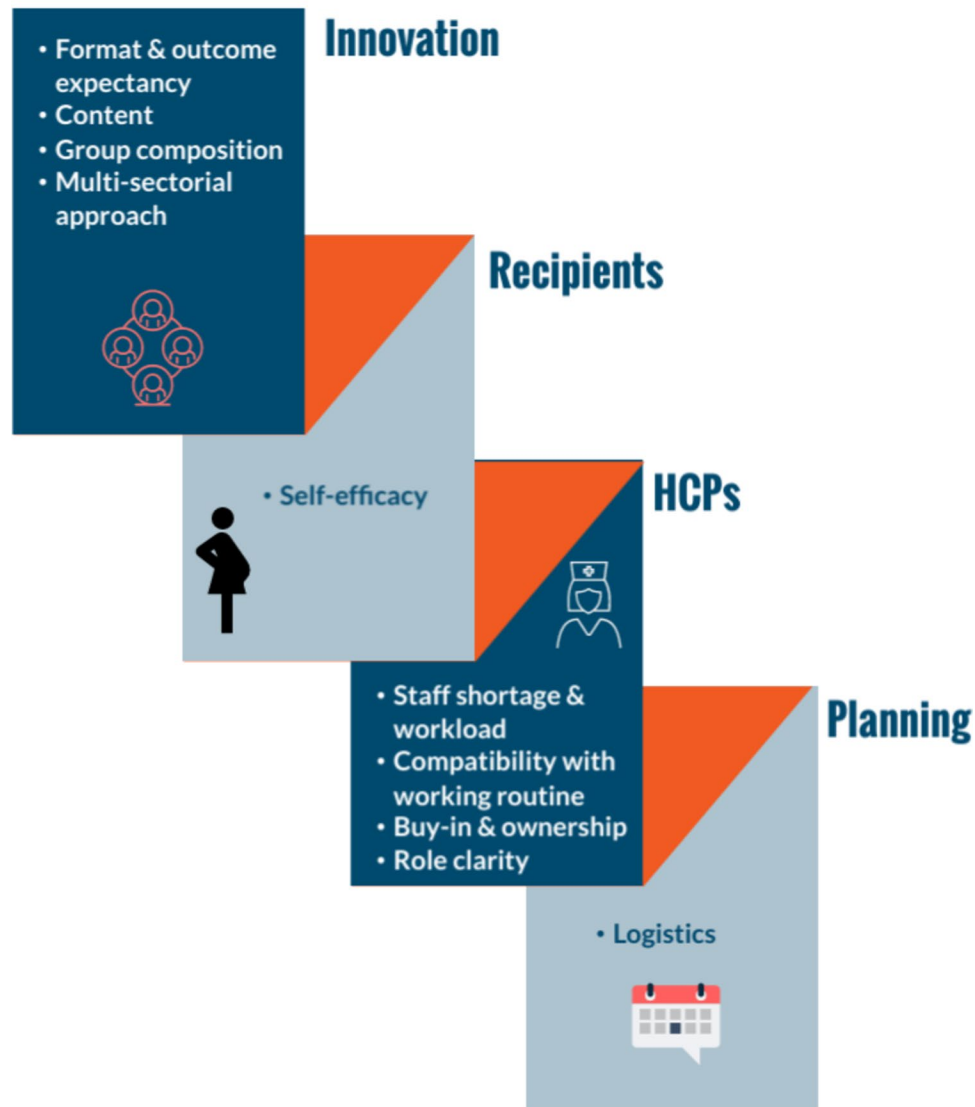 Innovation
• Format & outcome
expectancy
• Content
• Group composition
• Multi-sectorial
approach
Recipients
• Self-efficacy
HCPs
• Staff shortage &
workload
• Compatibility with
working routine
• Buy-in & ownership
• Role clarity
Planning
• Logistics